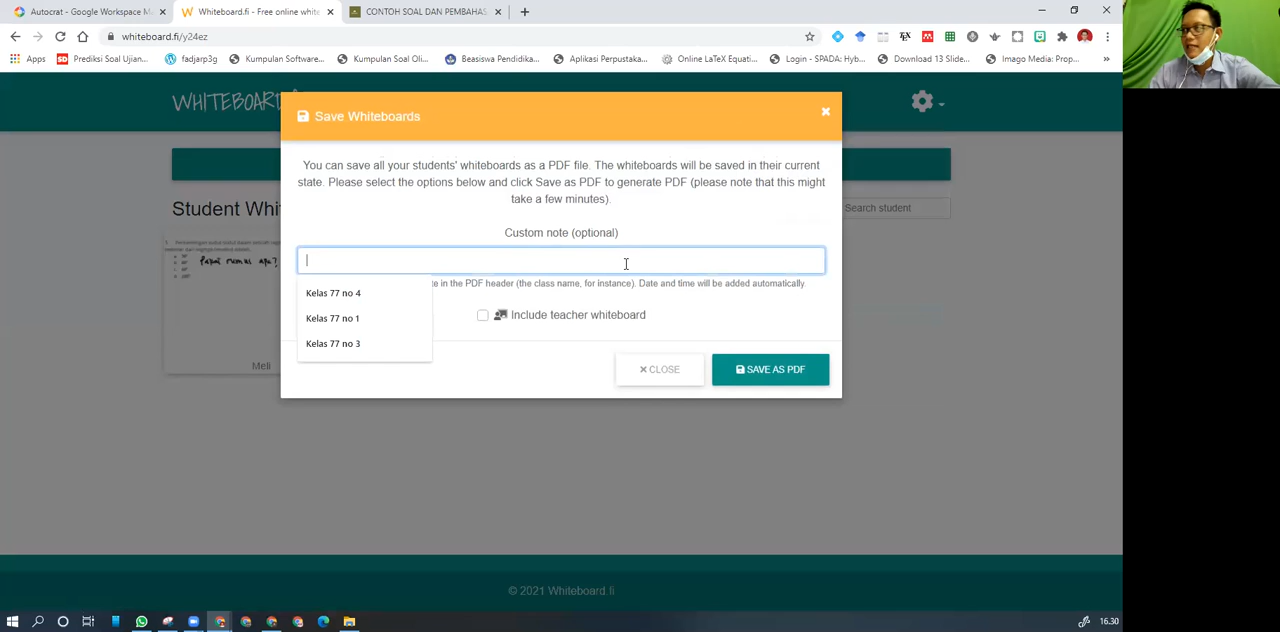 Autocrat - Google Workspace M
Whiteboard.fi - Free online white
CONTOH SOAL DAN PEMBAHAS
whiteboard.fi/y24ez
Apps
Prediksi Soal Ujian...
fadjarp3g
Kumpulan Software...
Kumpulan Soal Oli...
Beasiswa Pendidika...
Aplikasi Perpustaka...
Online LaTeX Equati...
Login - SPADA: Hyb...
Download 13 Slide...
Imago Media: Prop...
WHITEBOARD
Save Whiteboards
You can save all your students' whiteboards as a PDF file. The whiteboards will be saved in their current
state. Please select the options below and click Save as PDF to generate PDF (please note that this might
take a few minutes).
Student Whi
Search student
Custom note (optional)
Pakai rumus apa?
te in the PDF header (the class name, for instance). Date and time will be added automatically.
Kelas 77 no 4
Kelas 77 no 1
Kelas 77 no 3
Include teacher whiteboard
Meli
CLOSE
SAVE AS PDF
© 2021 Whiteboard.fi
16.30